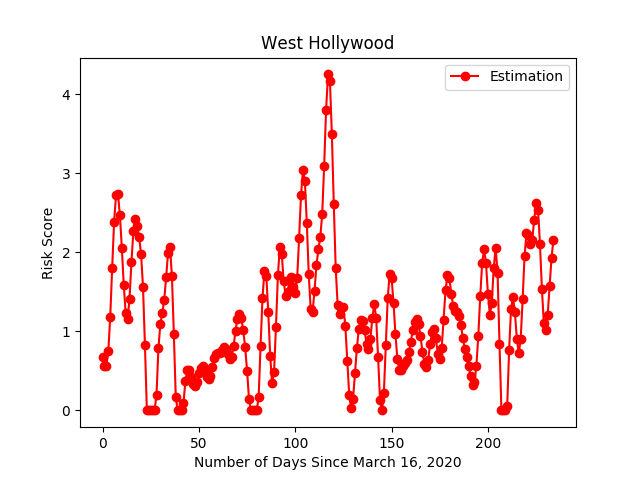 West Hollywood
Estimation
Risk Score
4
3
2
1
0
0 50 100 150 200
Number of Days Since March 16, 2020